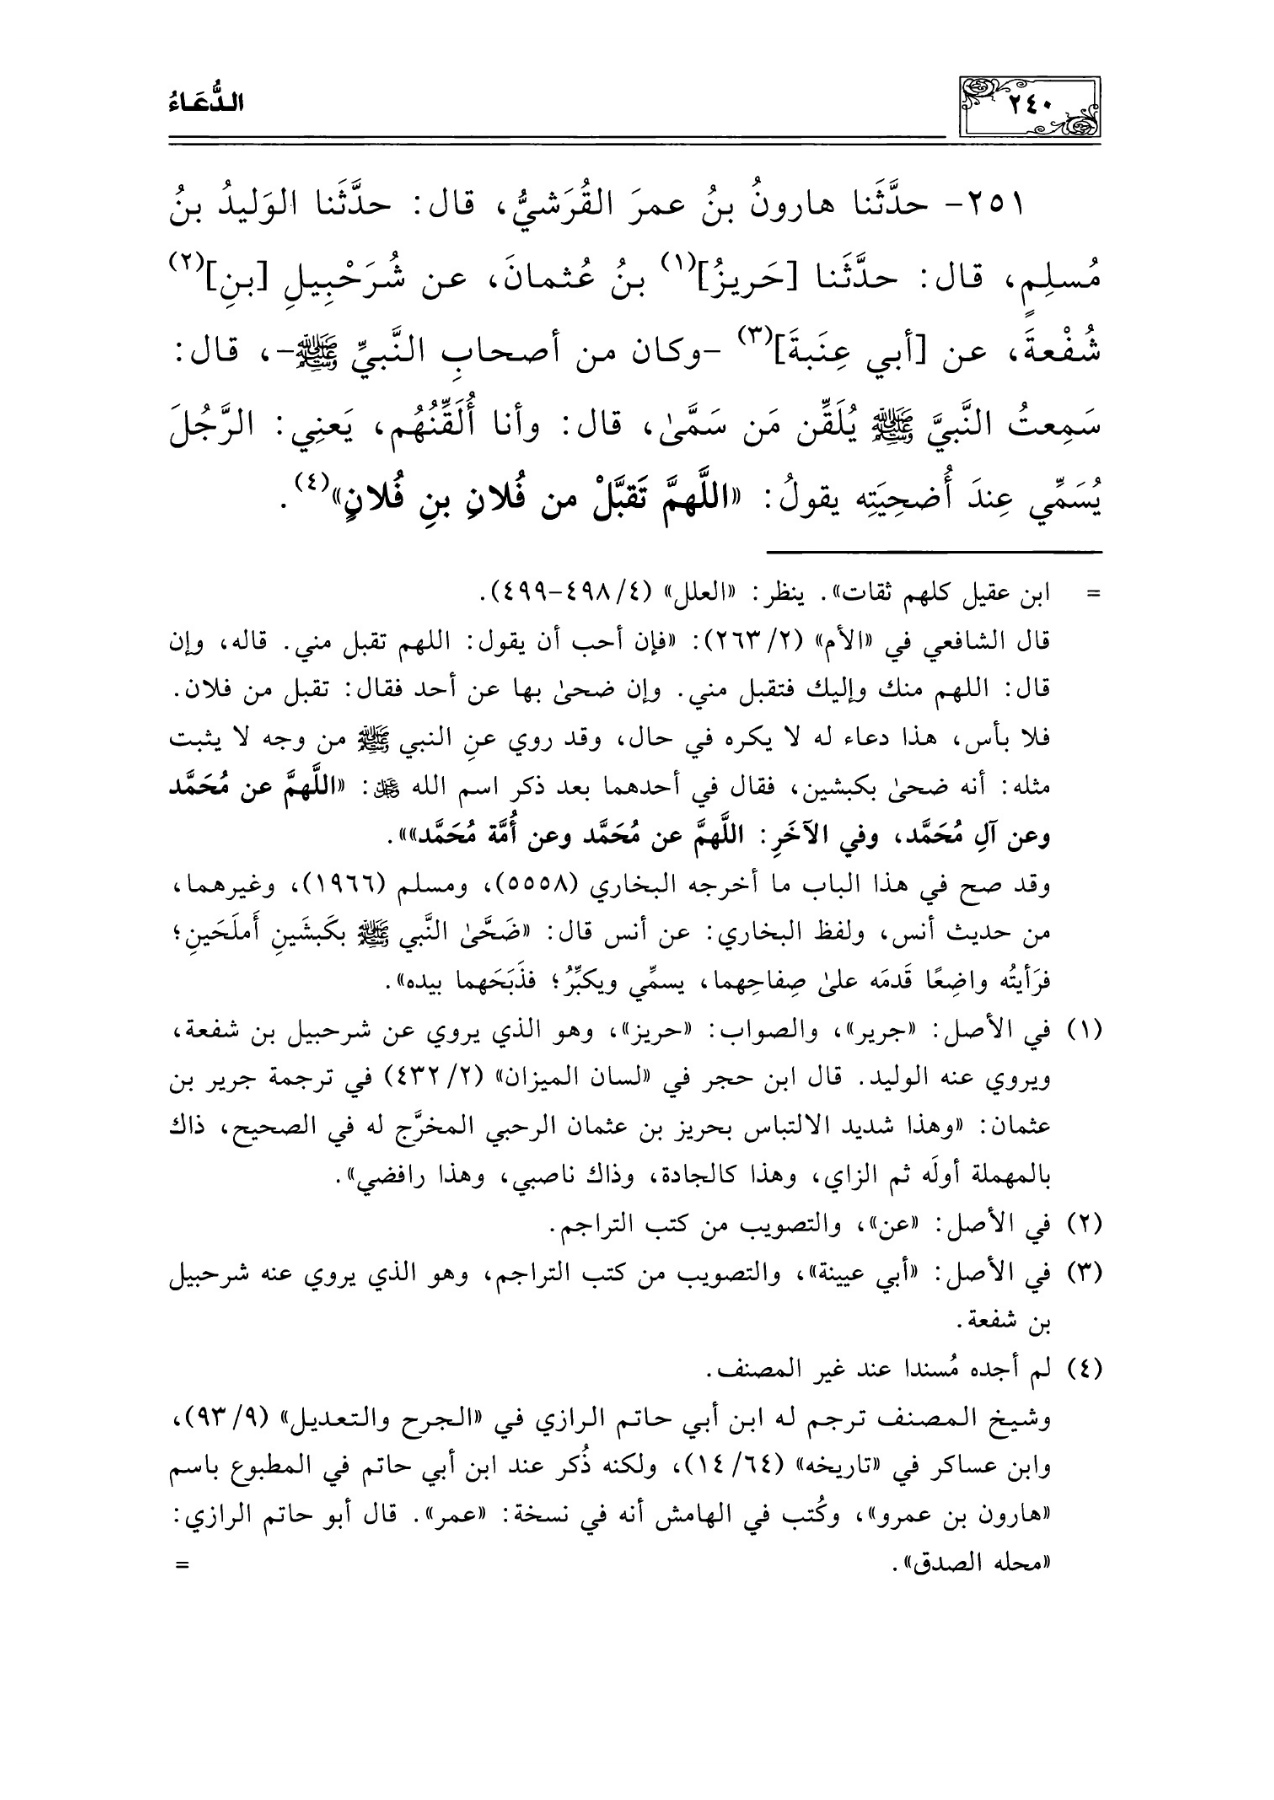 ٢٤٠
الدُّعَاءُ
٢٥١- حدَّثَنا هارونُ بنُ عمرَ القُرَشيُّ، قال: حدَّثَنا الوَليدُ بنُ
مُسلِمٍ، قال: حدَّثَنا [حَريزُ](١) بنُ عُثمانَ، عن شُرَحْبِيلِ [بنِ](٢)
شُفْعةَ، عن [أبي عِنَبةَ](٣) -وكان من أصحابِ النَّبيِّ ﷺ-، قال:
سَمِعتُ النَّبيَّ ﷺ يُلَقِّن مَن سَمَّىٰ، قال: وأنا أُلَقِّنُهُم، يَعنِي: الرَّجُلَ
يُسَمِّي عِندَ أُضحِيَتِه يقولُ: «اللَّهمَّ تَقبَّلْ من فُلانِ بنِ فُلانٍ»(٤).
= ابن عقيل كلهم ثقات». ينظر: «العلل» (٤/ ٤٩٨-٤٩٩).
قال الشافعي في «الأم» (٢/ ٢٦٣): «فإن أحب أن يقول: اللهم تقبل مني. قاله، وإن
قال: اللهم منك وإليك فتقبل مني. وإن ضحىٰ بها عن أحد فقال: تقبل من فلان.
فلا بأس، هذا دعاء له لا يكره في حال، وقد روي عنِ النبي ﷺ من وجه لا يثبت
مثله: أنه ضحىٰ بكبشين، فقال في أحدهما بعد ذكر اسم الله ﷻ: «اللَّهمَّ عن مُحَمَّد
وعن آلِ مُحَمَّد، وفي الآخَرِ: اللَّهمَّ عن مُحَمَّد وعن أُمَّة مُحَمَّد»».
وقد صح في هذا الباب ما أخرجه البخاري (٥٥٥٨)، ومسلم (١٩٦٦)، وغيرهما،
من حديث أنس، ولفظ البخاري: عن أنس قال: «ضَحَّىٰ النَّبي ﷺ بكَبشَينِ أَملَحَينِ؛
فرَأيتُه واضِعًا قَدمَه علىٰ صِفاحِهما، يسمِّي ويكبِّرُ؛ فذَبَحَهما بيده».
(١) في الأصل: «جرير»، والصواب: «حريز»، وهو الذي يروي عن شرحبيل بن شفعة،
ويروي عنه الوليد. قال ابن حجر في «لسان الميزان» (٢/ ٤٣٢) في ترجمة جرير بن
عثمان: «وهذا شديد الالتباس بحريز بن عثمان الرحبي المخرَّج له في الصحيح، ذاك
بالمهملة أولَه ثم الزاي، وهذا كالجادة، وذاك ناصبي، وهذا رافضي».
(٢) في الأصل: «عن»، والتصويب من كتب التراجم.
(٣) في الأصل: «أبي عيينة»، والتصويب من كتب التراجم، وهو الذي يروي عنه شرحبيل
بن شفعة.
(٤) لم أجده مُسندا عند غير المصنف.
وشيخ المصنف ترجم له ابن أبي حاتم الرازي في «الجرح والتعديل» (٩/ ٩٣)،
وابن عساكر في «تاريخه» (٦٤/ ١٤)، ولكنه ذُكر عند ابن أبي حاتم في المطبوع باسم
«هارون بن عمرو»، وكُتب في الهامش أنه في نسخة: «عمر». قال أبو حاتم الرازي:
«محله الصدق». =